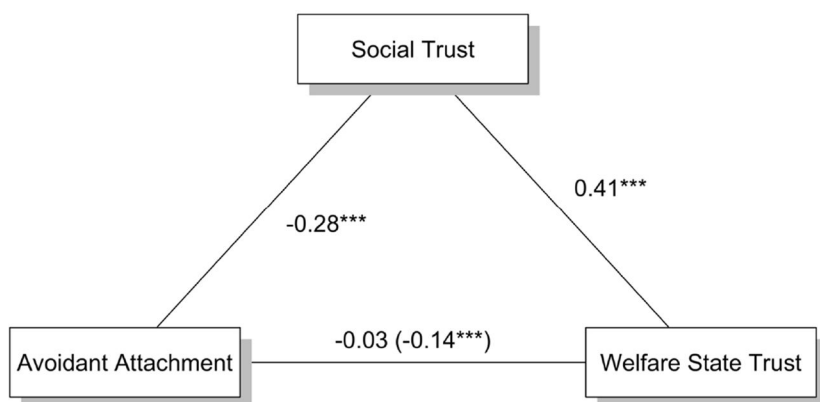 Social Trust
0.41***
-0.28***
-0.03 (-0.14***)
Avoidant Attachment
Welfare State Trust